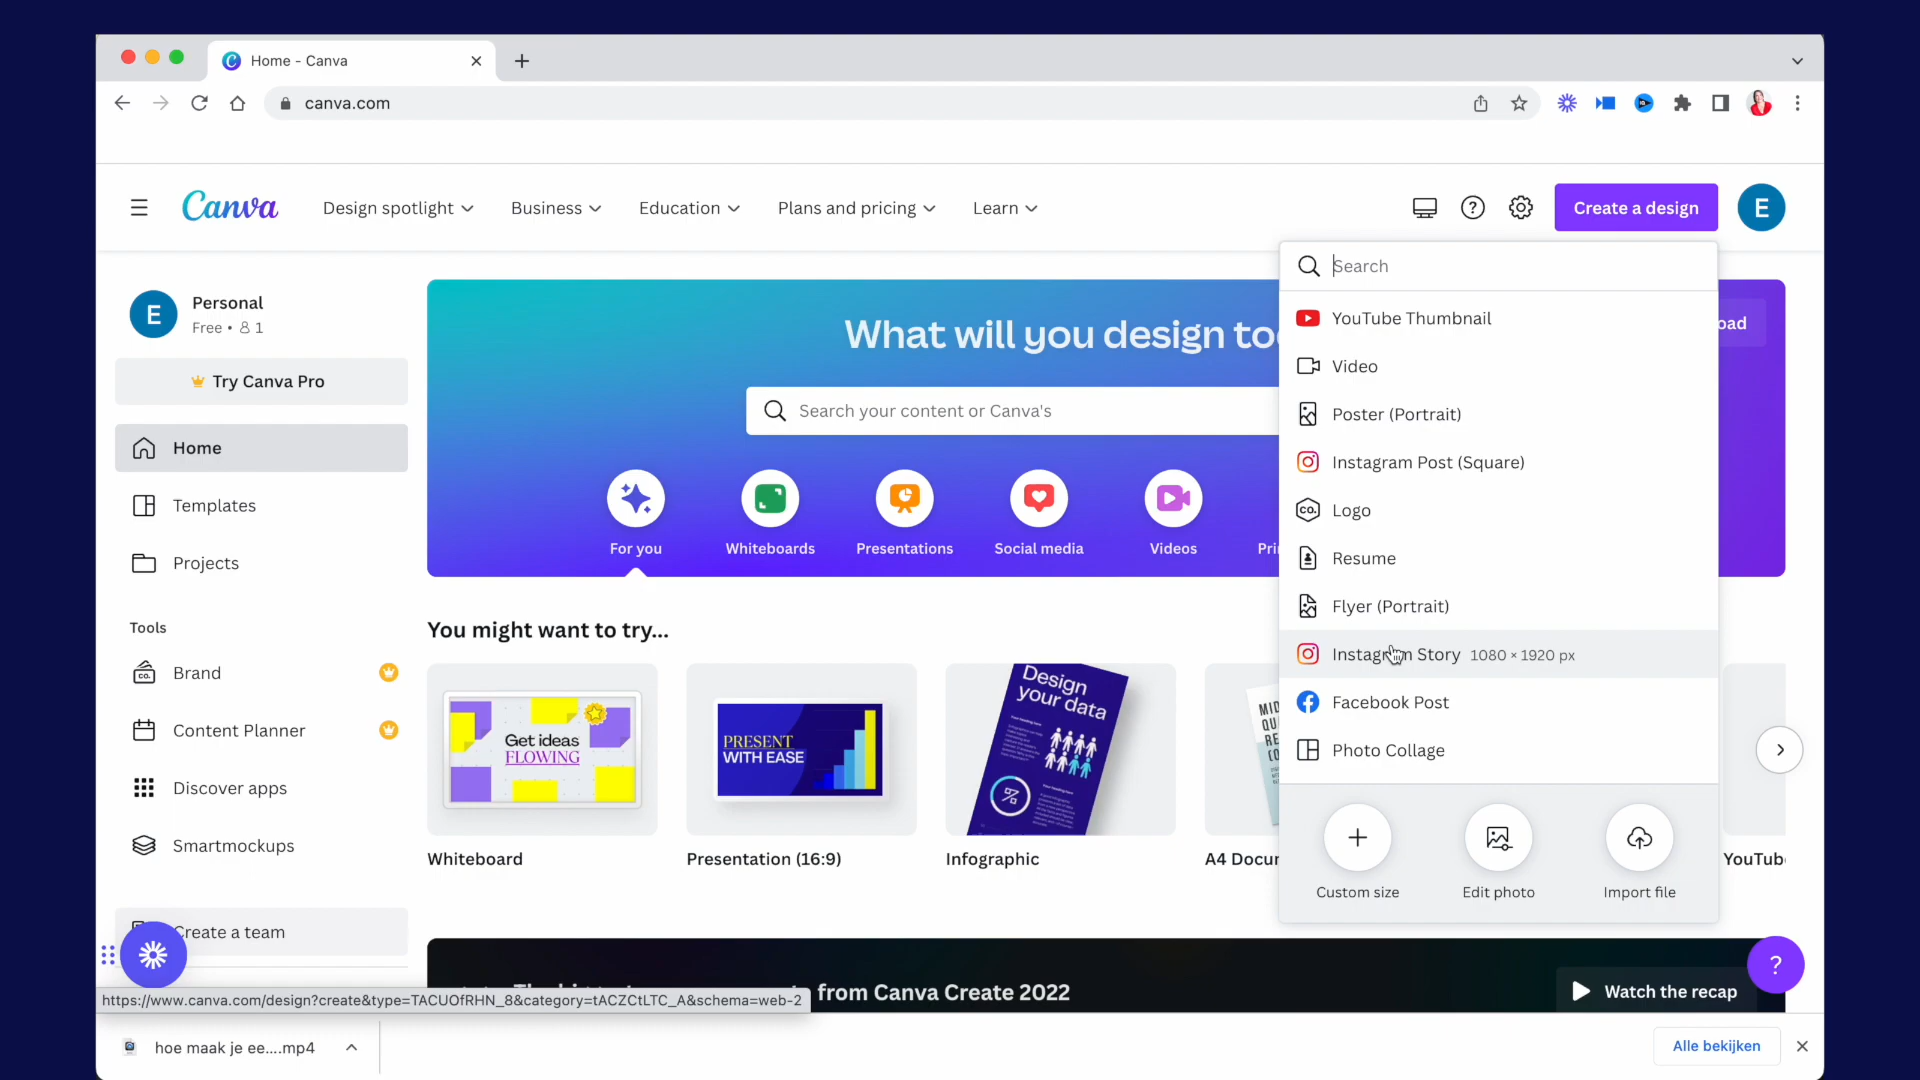 Home - Canva
canva.com
Canva
Design spotlight
Business
Education
Plans and pricing
Learn
Create a design
E
E
Personal
Free • 1
Try Canva Pro
Home
Templates
Projects
Tools
Brand
Content Planner
Discover apps
Smartmockups
Create a team
What will you design to
Search your content or Canva's
For you
Whiteboards
Presentations
Social media
Videos
You might want to try...
Get ideas
FLOWING
PRESENT
WITH EASE
Design
your data
Whiteboard
Presentation (16:9)
Infographic
A4 Docu
YouTub
Search
YouTube Thumbnail
Video
Poster (Portrait)
Instagram Post (Square)
CO.
Logo
Resume
Flyer (Portrait)
Instagram Story 1080 × 1920 px
Facebook Post
Photo Collage
Custom size
Edit photo
Import file
from Canva Create 2022
Watch the recap
?
https://www.canva.com/design?create&type=TACUOfRHN_8&category=tACZCtLTC_A&schema=web-2
hoe maak je ee....mp4
Alle bekijken